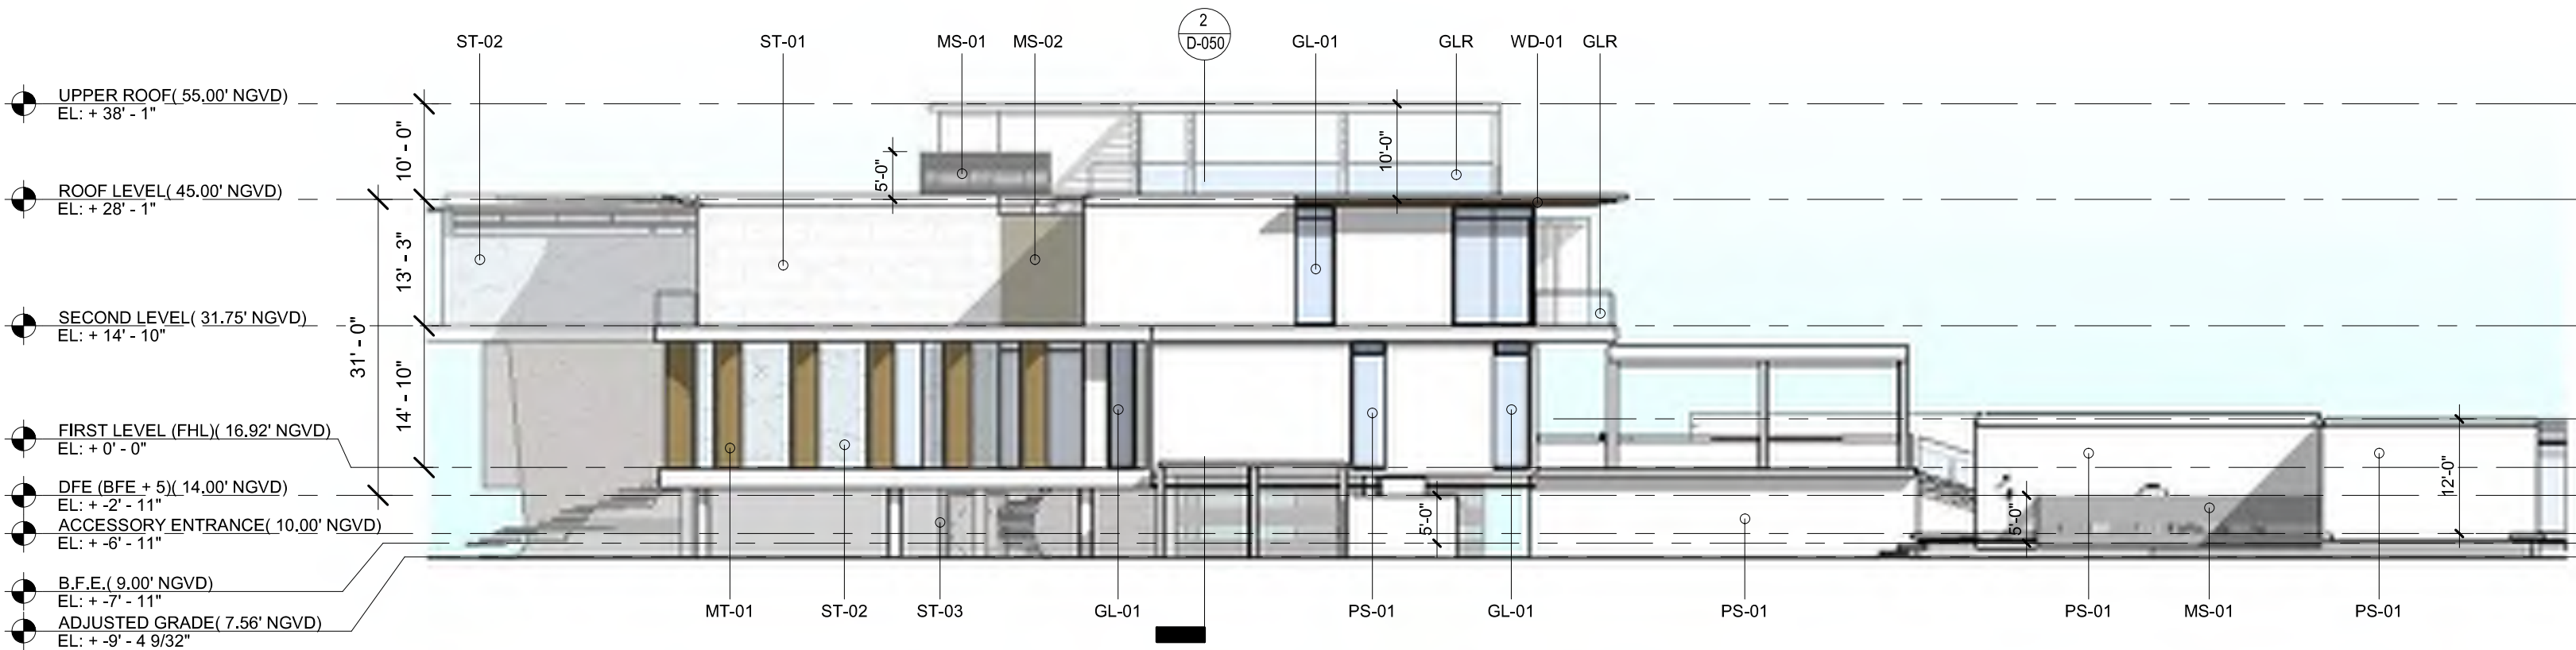 2
D-050
ST-02
ST-01
MS-01
MS-02
GL-01
GLR
WD-01
GLR
UPPER ROOF( 55.00' NGVD)
EL: + 38' - 1"
10' - 0"
10'-0"
5'-0"
ROOF LEVEL( 45.00' NGVD)
EL: + 28' - 1"
13' - 3"
SECOND LEVEL( 31.75' NGVD)
EL: + 14' - 10"
31' - 0"
14' - 10"
FIRST LEVEL (FHL)( 16.92' NGVD)
EL: + 0' - 0"
DFE (BFE + 5)( 14.00' NGVD)
EL: + -2' - 11"
5'-0"
5'-0"
12'-0"
ACCESSORY ENTRANCE( 10.00' NGVD)
EL: + -6' - 11"
B.F.E.( 9.00' NGVD)
EL: + -7' - 11"
ADJUSTED GRADE( 7.56' NGVD)
EL: + -9' - 4 9/32"
MT-01
ST-02
ST-03
GL-01
PS-01
GL-01
PS-01
PS-01
MS-01
PS-01